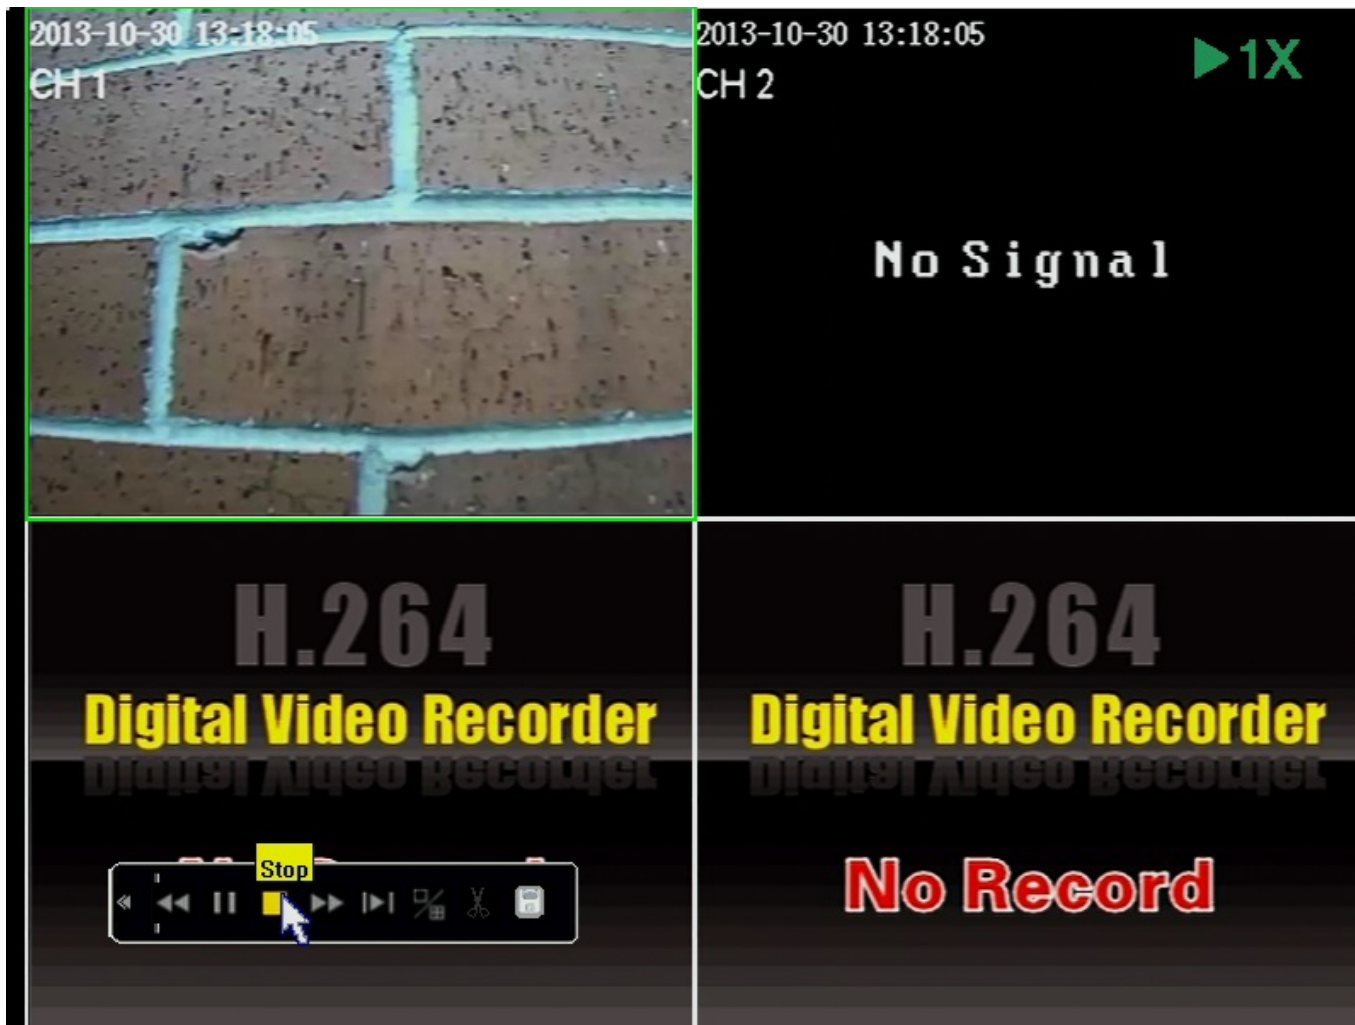 2013-10-30 13:18:05
CH 1
2013-10-30 13:18:05
CH 2
▶1X
No Signal
H.264
Digital Video Recorder
Stop
H.264
Digital Video Recorder
No Record